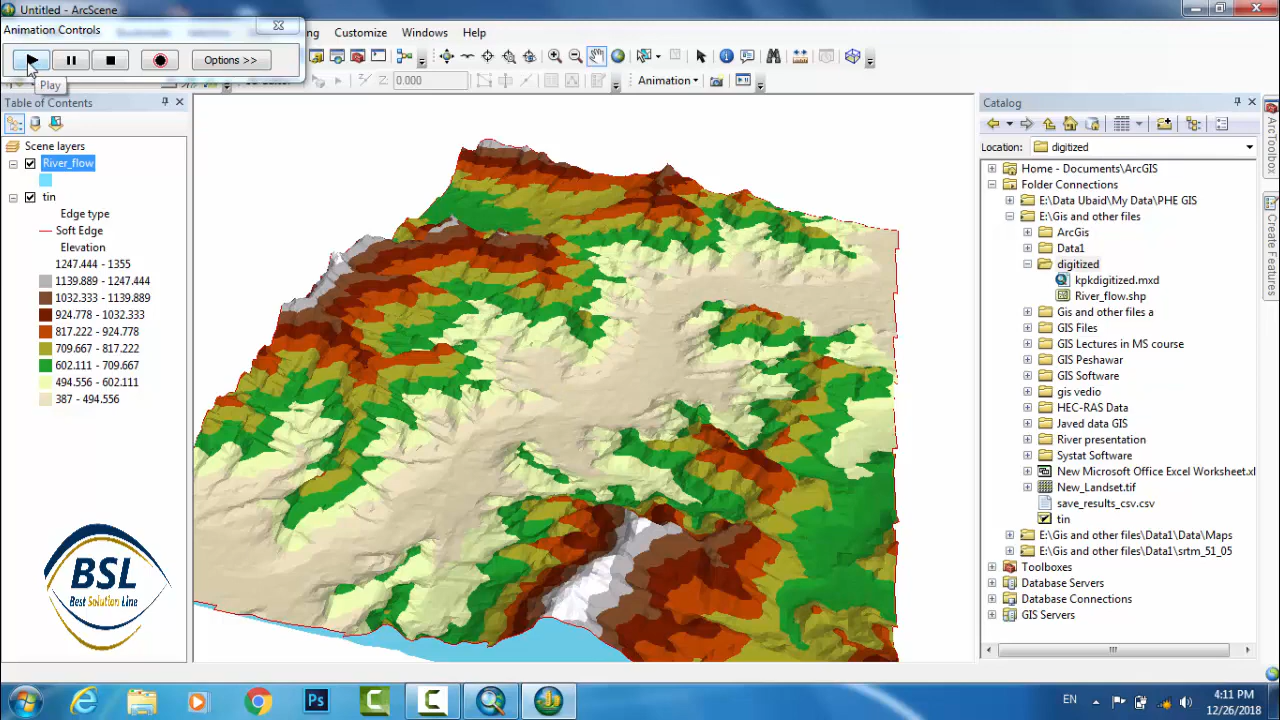 Untitled - ArcScene
Animation Controls
Customize
Windows
Help
Options >>
Play
0.000
Animation
Table of Contents
Scene layers
River_flow
tin
Edge type
Soft Edge
Elevation
1247.444 - 1355
1139.889 - 1247.444
1032.333 - 1139.889
924.778 - 1032.333
817.222 - 924.778
709.667 - 817.222
602.111 - 709.667
494.556 - 602.111
387 - 494.556
BSL
Best Solution Line
Catalog
Location:
digitized
Home - Documents\ArcGIS
Folder Connections
E:\Data Ubaid\My Data\PHE GIS
E:\Gis and other files
ArcGis
Data1
digitized
kpkdigitized.mxd
River_flow.shp
Gis and other files a
GIS Files
GIS Lectures in MS course
GIS Peshawar
GIS Software
gis vedio
HEC-RAS Data
Javed data GIS
River presentation
Systat Software
New Microsoft Office Excel Worksheet.xl
New_Landset.tif
save_results_csv.csv
tin
E:\Gis and other files\Data1\Data\Maps
E:\Gis and other files\Data1\srtm_51_05
Toolboxes
Database Servers
Database Connections
GIS Servers
ArcToolbox
Create Features
Ps
EN
4:11 PM
12/26/2018